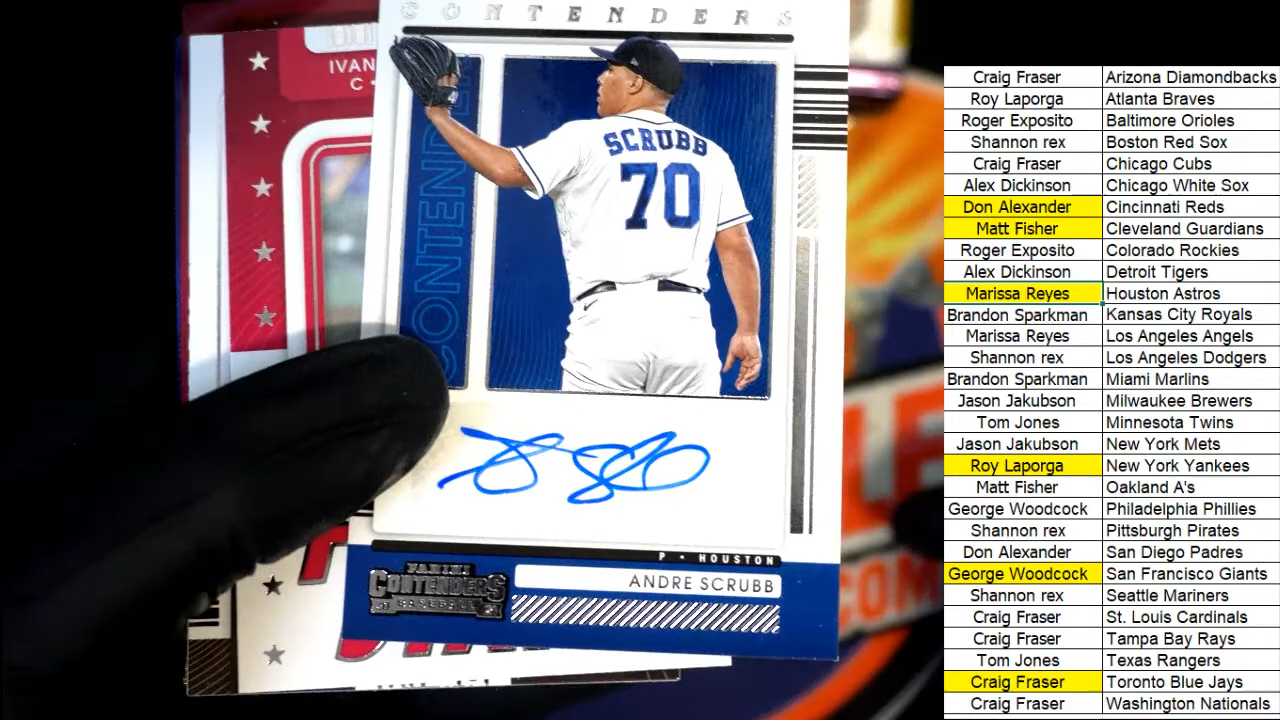 CONTENDERS
IVAN
C •
CONTENDER
SCRUBB
70
P • HOUSTON
ANDRE SCRUBB
PANINI
CONTENDERS
BASEBALL
Craig Fraser Arizona Diamondbacks
Roy Laporga Atlanta Braves
Roger Exposito Baltimore Orioles
Shannon rex Boston Red Sox
Craig Fraser Chicago Cubs
Alex Dickinson Chicago White Sox
Don Alexander Cincinnati Reds
Matt Fisher Cleveland Guardians
Roger Exposito Colorado Rockies
Alex Dickinson Detroit Tigers
Marissa Reyes Houston Astros
Brandon Sparkman Kansas City Royals
Marissa Reyes Los Angeles Angels
Shannon rex Los Angeles Dodgers
Brandon Sparkman Miami Marlins
Jason Jakubson Milwaukee Brewers
Tom Jones Minnesota Twins
Jason Jakubson New York Mets
Roy Laporga New York Yankees
Matt Fisher Oakland A's
George Woodcock Philadelphia Phillies
Shannon rex Pittsburgh Pirates
Don Alexander San Diego Padres
George Woodcock San Francisco Giants
Shannon rex Seattle Mariners
Craig Fraser St. Louis Cardinals
Craig Fraser Tampa Bay Rays
Tom Jones Texas Rangers
Craig Fraser Toronto Blue Jays
Craig Fraser Washington Nationals